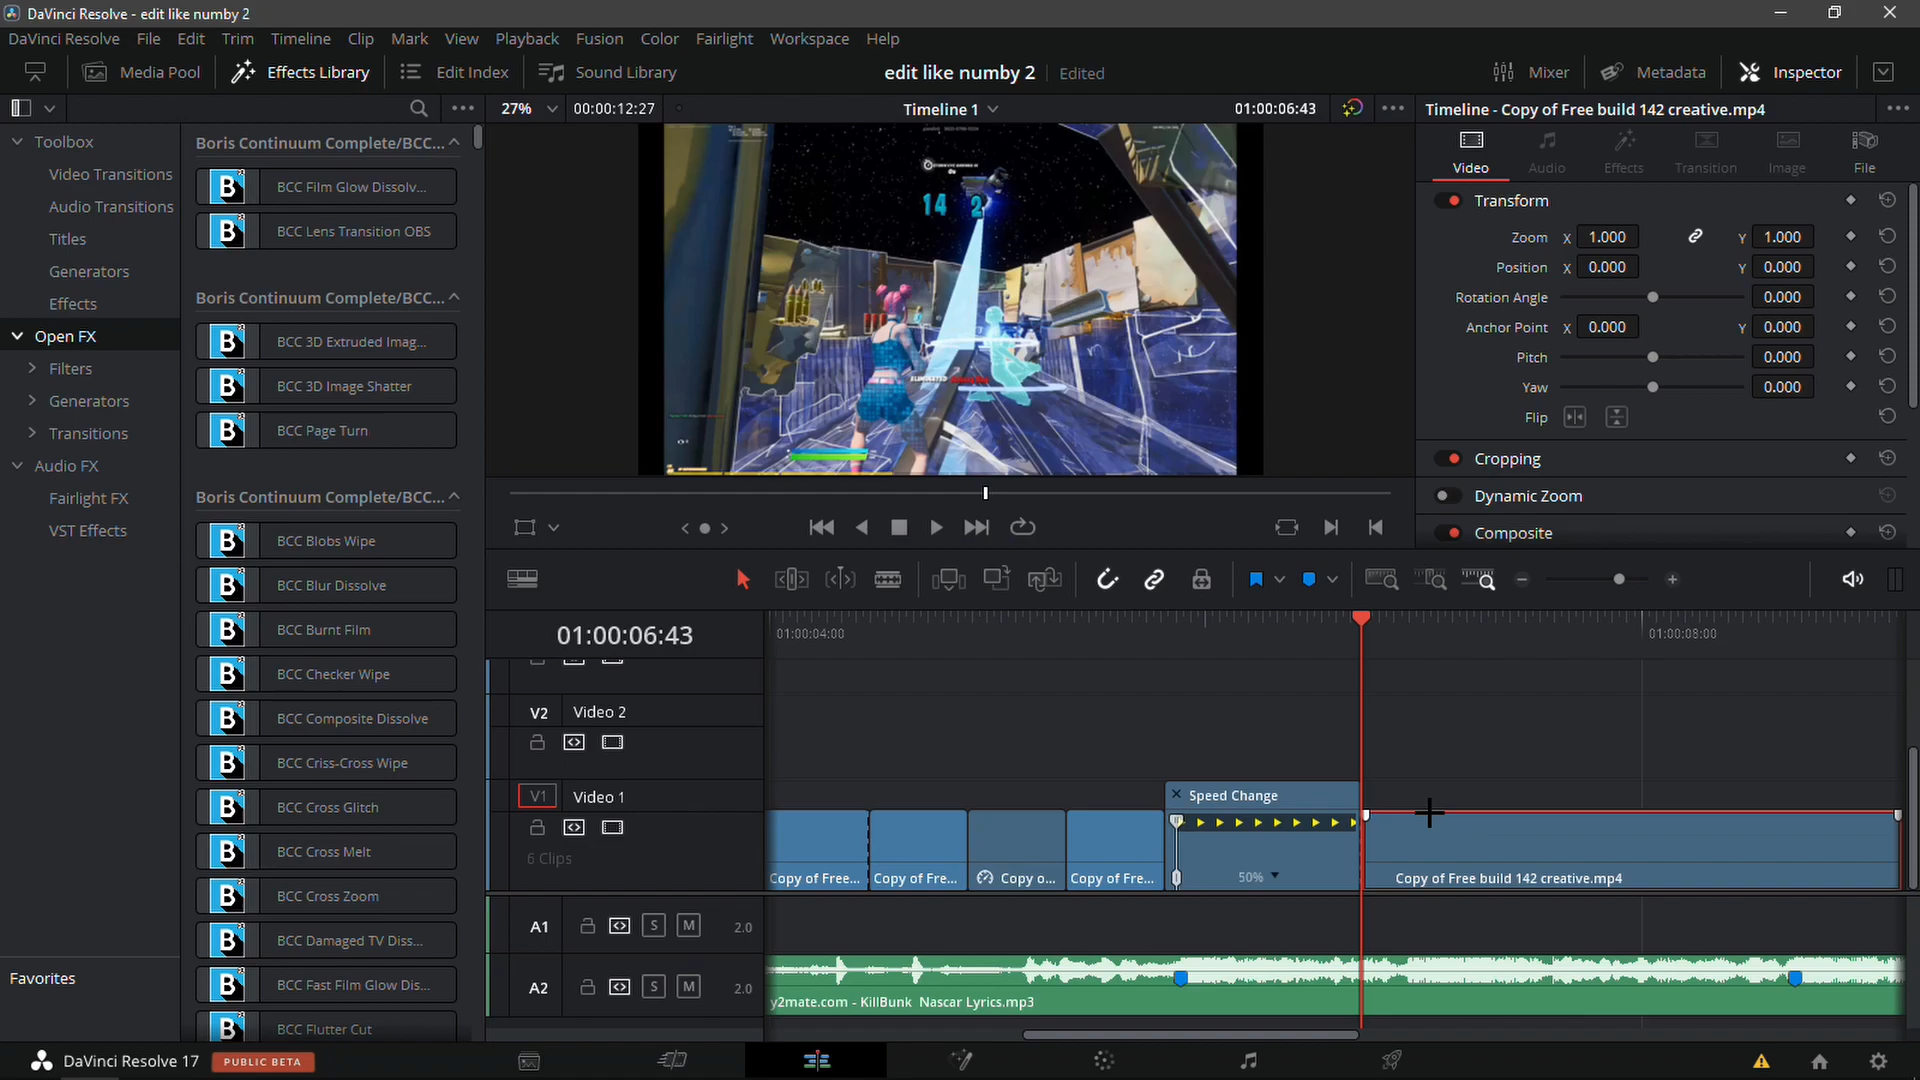 DaVinci Resolve - edit like numby 2
DaVinci Resolve File Edit Trim Timeline Clip Mark View Playback Fusion Color Fairlight Workspace Help
Media Pool Effects Library Edit Index Sound Library edit like numby 2 Edited Mixer Metadata Inspector
27% 00:00:12:27 Timeline 1 01:00:06:43 Timeline - Copy of Free build 142 creative.mp4
Toolbox
Video Transitions
Audio Transitions
Titles
Generators
Effects
Open FX
Filters
Generators
Transitions
Audio FX
Fairlight FX
VST Effects
Favorites
Boris Continuum Complete/BCC...
BCC Film Glow Dissolv...
BCC Lens Transition OBS
Boris Continuum Complete/BCC...
BCC 3D Extruded Imag...
BCC 3D Image Shatter
BCC Page Turn
Boris Continuum Complete/BCC...
BCC Blobs Wipe
BCC Blur Dissolve
BCC Burnt Film
BCC Checker Wipe
BCC Composite Dissolve
BCC Criss-Cross Wipe
BCC Cross Glitch
BCC Cross Melt
BCC Cross Zoom
BCC Damaged TV Diss...
BCC Fast Film Glow Dis...
BCC Flutter Cut
14 2
ELIMINATED
Video Audio Effects Transition Image File
Transform
Zoom X 1.000 Y 1.000
Position X 0.000 Y 0.000
Rotation Angle 0.000
Anchor Point X 0.000 Y 0.000
Pitch 0.000
Yaw 0.000
Flip
Cropping
Dynamic Zoom
Composite
01:00:06:43 01:00:04:00 01:00:08:00
V2 Video 2
V1 Video 1
6 Clips
Speed Change
50%
Copy of Free... Copy of Fre... Copy o... Copy of Fre... Copy of Free build 142 creative.mp4
A1 S M 2.0
A2 S M 2.0
y2mate.com - KillBunk Nascar Lyrics.mp3
DaVinci Resolve 17 PUBLIC BETA